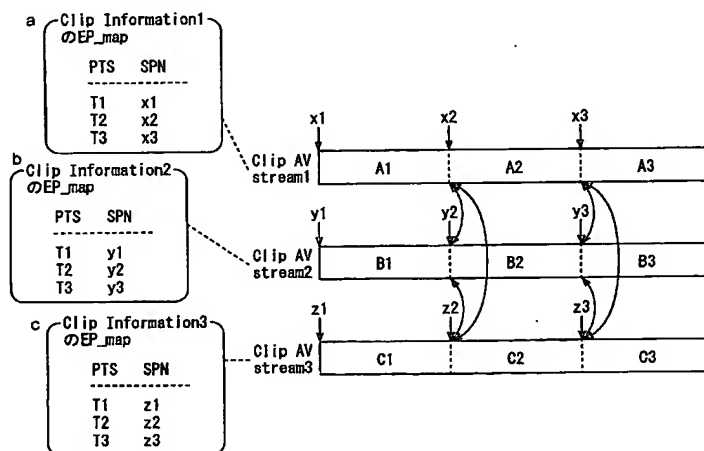 a
Clip Information1
のEP_map
PTS SPN
T1 x1
T2 x2
T3 x3
b
Clip Information2
のEP_map
PTS SPN
T1 y1
T2 y2
T3 y3
c
Clip Information3
のEP_map
PTS SPN
T1 z1
T2 z2
T3 z3
x1 x2 x3
Clip AV
stream1
A1 A2 A3
y1 y2 y3
Clip AV
stream2
B1 B2 B3
z1 z2 z3
Clip AV
stream3
C1 C2 C3